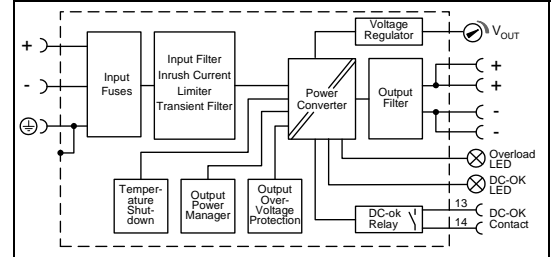 Voltage
Regulator
V OUT
+
-
Input
Fuses
Input Filter
Inrush Current
Limiter
Transient Filter
Power
Converter
Output
Filter
+
+
-
-
Overload
LED
DC-OK
LED
Temper-
ature
Shut-
down
Output
Power
Manager
Output
Over-
Voltage
Protection
DC-ok
Relay
13
14
DC-OK
Contact